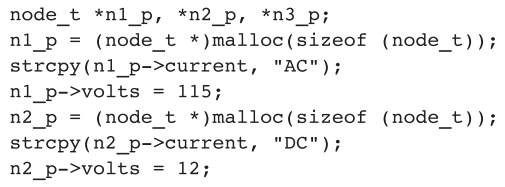 node_t *n1_p, *n2_p, *n3_p;
n1_p = (node_t *)malloc(sizeof (node_t));
strcpy(n1_p->current, "AC");
n1_p->volts = 115;
n2_p = (node_t *)malloc(sizeof (node_t));
strcpy(n2_p->current, "DC");
n2_p->volts = 12;